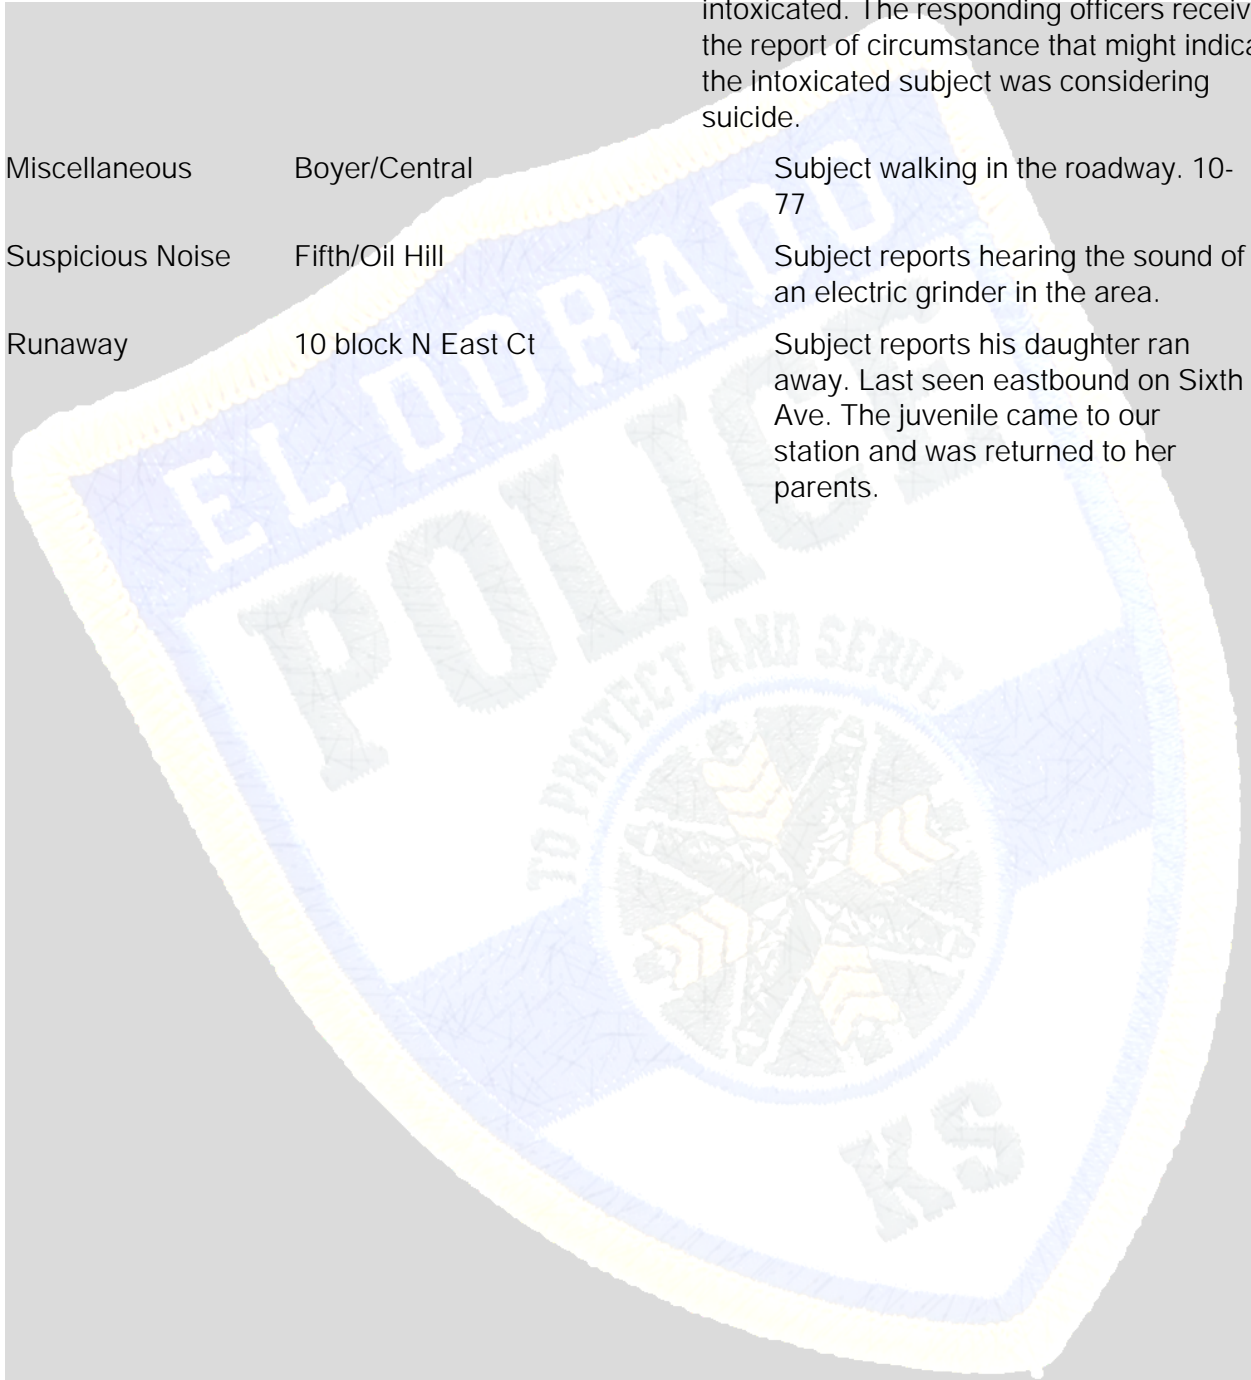 intoxicated. The responding officers
the report of circumstance that might
the intoxicated subject was considering
suicide.
Miscellaneous Boyer/Central Subject walking in the roadway. 10-
77
Suspicious Noise Fifth/Oil Hill Subject reports hearing the sound of
an electric grinder in the area.
Runaway 10 block N East Ct Subject reports his daughter ran
away. Last seen eastbound on Sixth
Ave. The juvenile came to our
station and was returned to her
parents.
EL DORADO
POLICE
TO PROTECT AND SERVE
KS